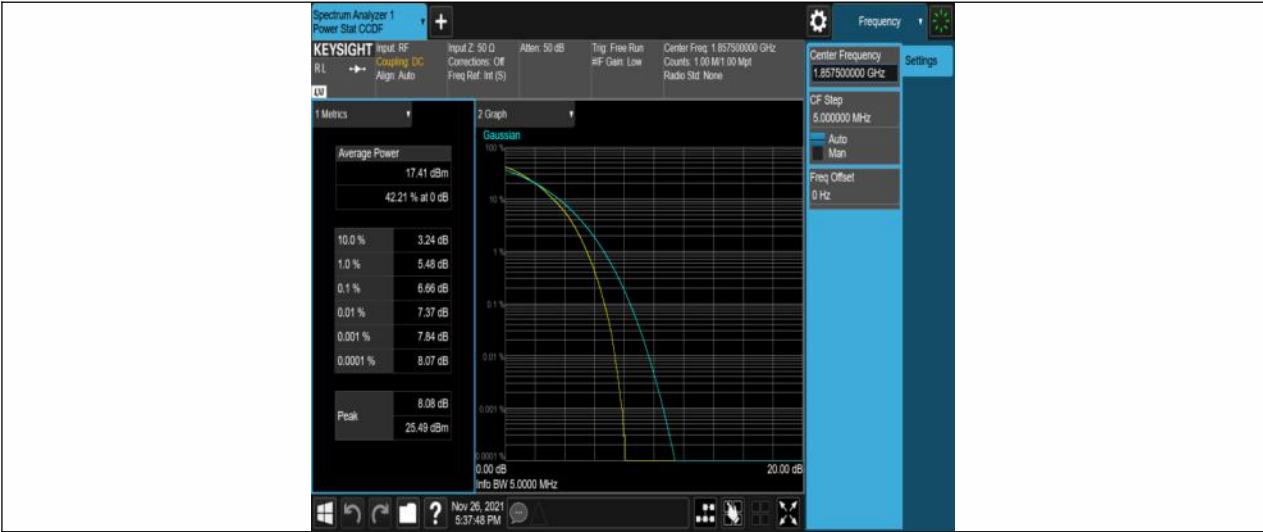 Spectrum Analyzer 1
Power Stat CCDF
+
Frequency
KEYSIGHT
Input: RF
Coupling: DC
Align: Auto
Input Z: 50 Ω
Corrections: Off
Freq Ref: Int (S)
Atten: 50 dB
Trig: Free Run
#IF Gain: Low
Center Freq: 1.857500000 GHz
Counts: 1.00 M/1.00 Mpt
Radio Std: None
RL
LVI
Center Frequency
1.857500000 GHz
Settings
CF Step
5.000000 MHz
Auto
Man
Freq Offset
0 Hz
1 Metrics
Average Power
17.41 dBm
42.21 % at 0 dB
10.0 % 3.24 dB
1.0 % 5.48 dB
0.1 % 6.66 dB
0.01 % 7.37 dB
0.001 % 7.84 dB
0.0001 % 8.07 dB
Peak
8.08 dB
25.49 dBm
2 Graph
Gaussian
100 %
10 %
1 %
0.1 %
0.01 %
0.001 %
0.0001 %
0.00 dB
20.00 dB
Info BW 5.0000 MHz
?
Nov 26, 2021
5:37:48 PM